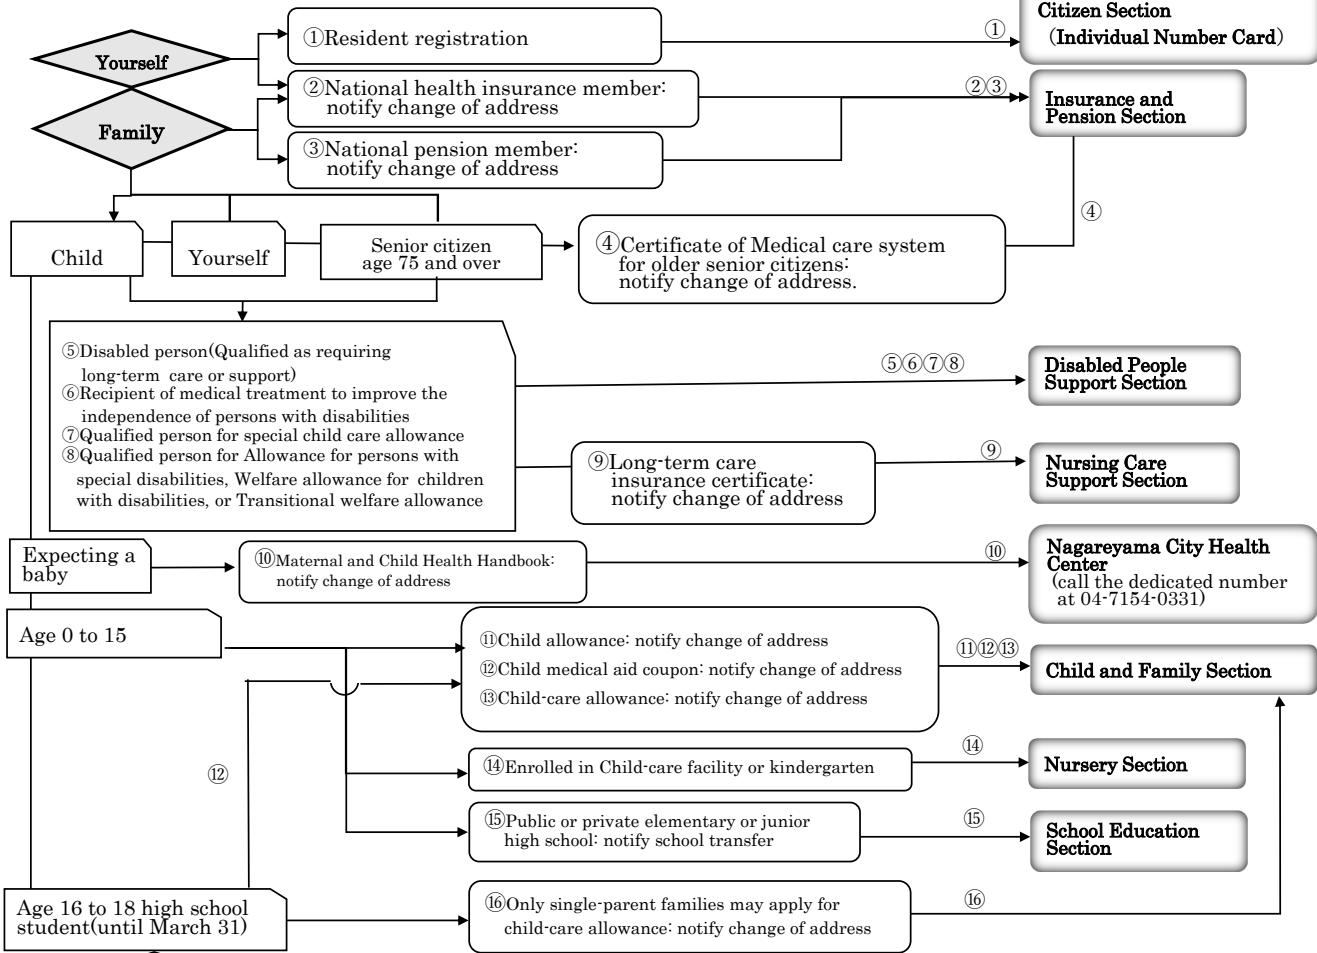 Citizen Section
（Individual Number Card）
①Resident registration
①
Yourself
②National health insurance member:
notify change of address
②③
Insurance and
Pension Section
Family
③National pension member:
notify change of address
④
Child
Yourself
Senior citizen
age 75 and over
④Certificate of Medical care system
for older senior citizens:
notify change of address.
⑤Disabled person(Qualified as requiring
long-term care or support)
⑥Recipient of medical treatment to improve the
independence of persons with disabilities
⑦Qualified person for special child care allowance
⑧Qualified person for Allowance for persons with
special disabilities, Welfare allowance for children
with disabilities, or Transitional welfare allowance
⑤⑥⑦⑧
Disabled People
Support Section
⑨Long-term care
insurance certificate:
notify change of address
⑨
Nursing Care
Support Section
Expecting a
baby
⑩Maternal and Child Health Handbook:
notify change of address
⑩
Nagareyama City Health
Center
(call the dedicated number
at 04-7154-0331)
Age 0 to 15
⑪Child allowance: notify change of address
⑫Child medical aid coupon: notify change of address
⑬Child-care allowance: notify change of address
⑪⑫⑬
Child and Family Section
⑫
⑭Enrolled in Child-care facility or kindergarten
⑭
Nursery Section
⑮Public or private elementary or junior
high school: notify school transfer
⑮
School Education
Section
Age 16 to 18 high school
student(until March 31)
⑯Only single-parent families may apply for
child-care allowance: notify change of address
⑯